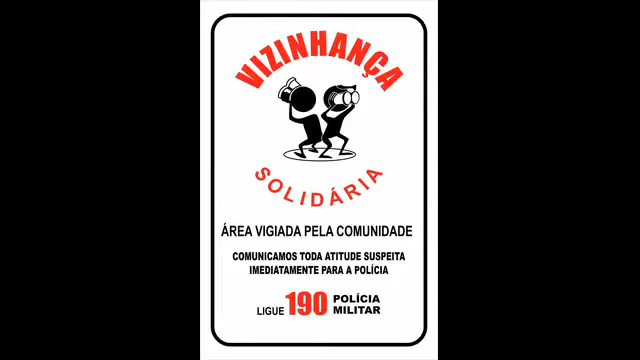 VIZINHANÇA
SOLIDÁRIA
ÁREA VIGIADA PELA COMUNIDADE
COMUNICAMOS TODA ATITUDE SUSPEITA
IMEDIATAMENTE PARA A POLÍCIA
LIGUE 190 POLÍCIA
MILITAR